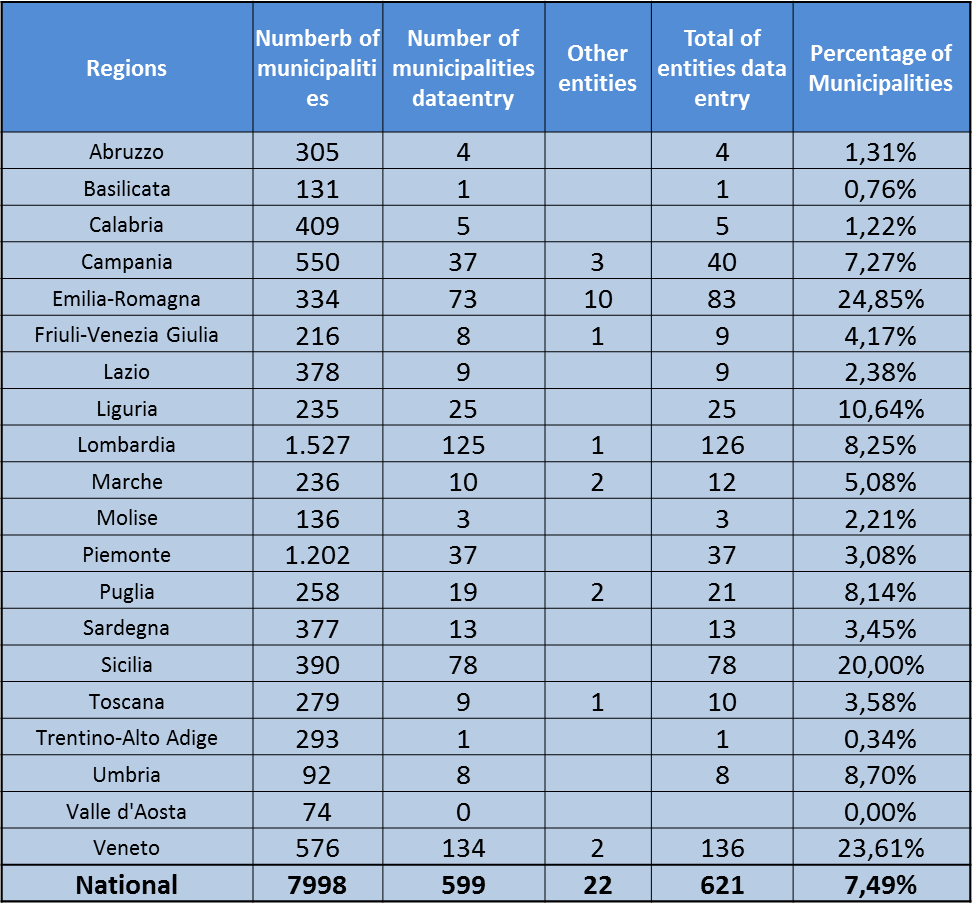 Regions Numberb of municipaliti es Number of municipalities dataentry Other entities Total of entities data entry Percentage of Municipalities
Abruzzo 305 4 4 1,31%
Basilicata 131 1 1 0,76%
Calabria 409 5 5 1,22%
Campania 550 37 3 40 7,27%
Emilia-Romagna 334 73 10 83 24,85%
Friuli-Venezia Giulia 216 8 1 9 4,17%
Lazio 378 9 9 2,38%
Liguria 235 25 25 10,64%
Lombardia 1.527 125 1 126 8,25%
Marche 236 10 2 12 5,08%
Molise 136 3 3 2,21%
Piemonte 1.202 37 37 3,08%
Puglia 258 19 2 21 8,14%
Sardegna 377 13 13 3,45%
Sicilia 390 78 78 20,00%
Toscana 279 9 1 10 3,58%
Trentino-Alto Adige 293 1 1 0,34%
Umbria 92 8 8 8,70%
Valle d'Aosta 74 0 0,00%
Veneto 576 134 2 136 23,61%
National 7998 599 22 621 7,49%